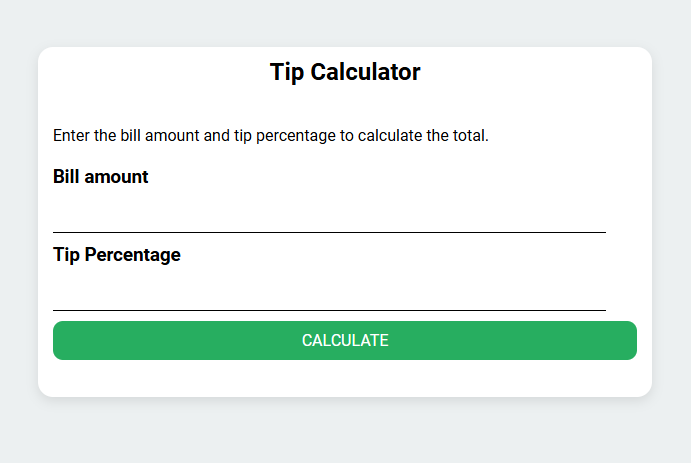 Tip Calculator
Enter the bill amount and tip percentage to calculate the total.
Bill amount
Tip Percentage
CALCULATE